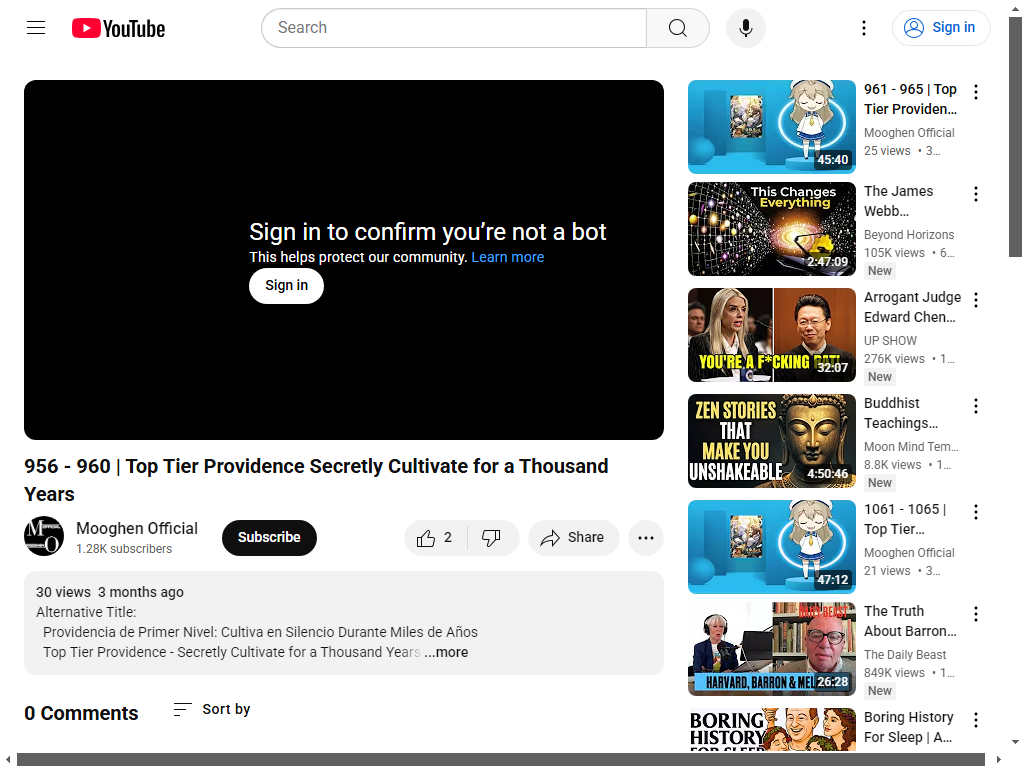 YouTube
Search
Sign in
Sign in to confirm you're not a bot
This helps protect our community. Learn more
Sign in
956 - 960 | Top Tier Providence Secretly Cultivate for a Thousand
Years
Mooghen Official
1.28K subscribers
Subscribe
2
Share
30 views 3 months ago
Alternative Title:
Providencia de Primer Nivel: Cultiva en Silencio Durante Miles de Años
Top Tier Providence - Secretly Cultivate for a Thousand Years ...more
0 Comments
Sort by
45:40
961 - 965 | Top
Tier Providen...
Mooghen Official
25 views • 3...
This Changes
Everything
2:47:09
The James
Webb...
Beyond Horizons
105K views • 6...
New
YOU'RE A F*CKING RAT!
32:07
Arrogant Judge
Edward Chen...
UP SHOW
276K views • 1...
New
ZEN STORIES
THAT
MAKE YOU
UNSHAKEABLE
4:50:46
Buddhist
Teachings...
Moon Mind Tem...
8.8K views • 1...
New
47:12
1061 - 1065 |
Top Tier...
Mooghen Official
21 views • 3...
HARVARD, BARRON &
26:28
The Truth
About Barron...
The Daily Beast
849K views • 1...
New
BORING
HISTORY
FOR SLEEP
Boring History
For Sleep | A...